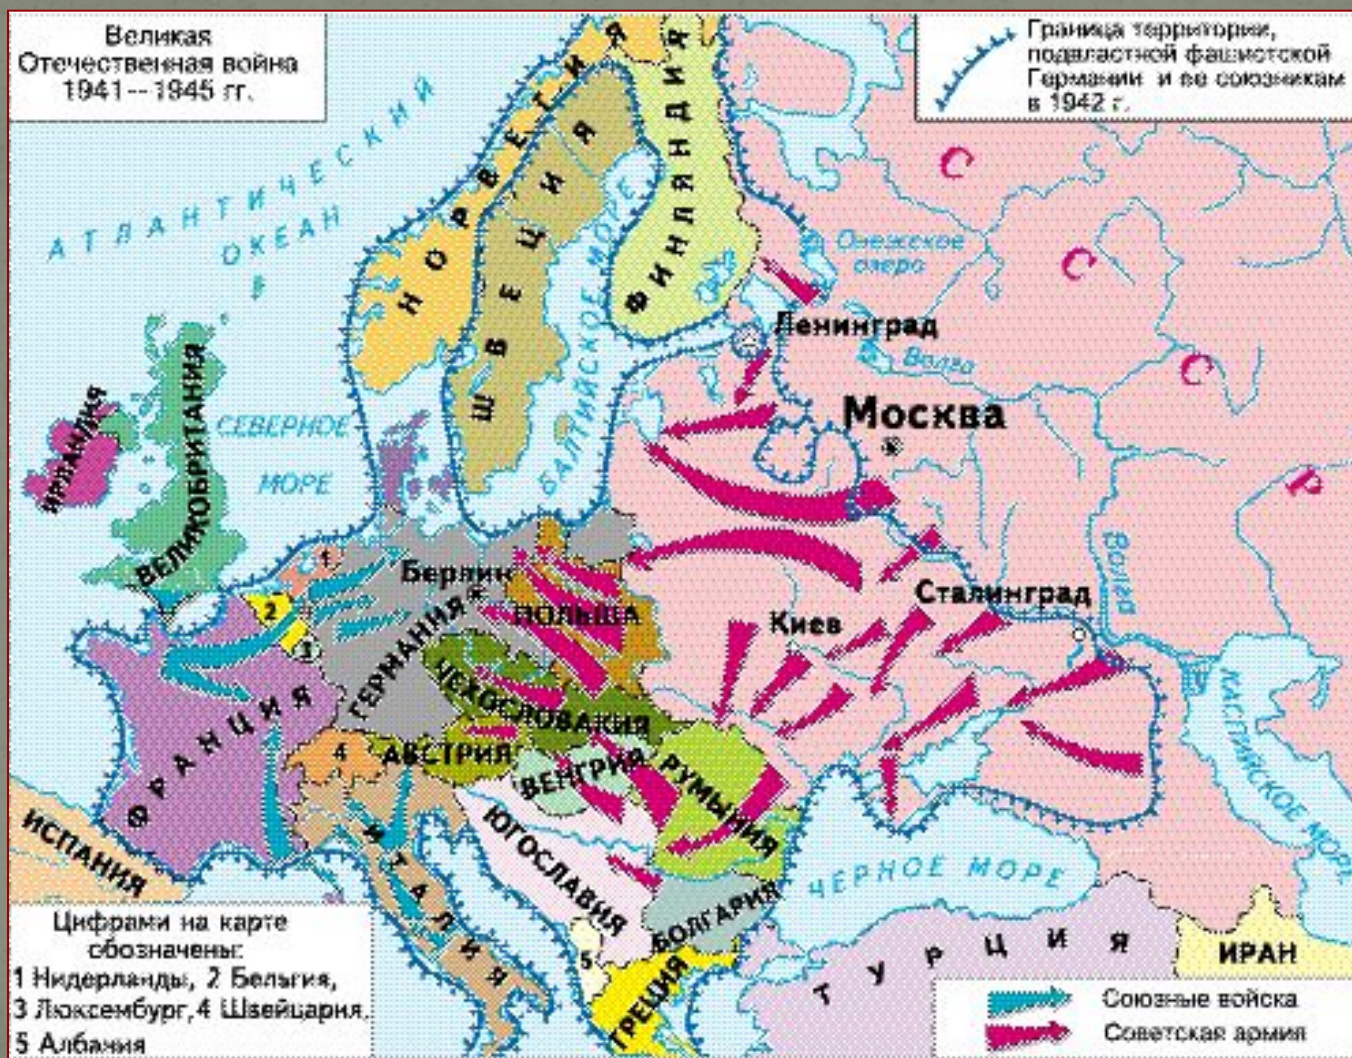 Великая
Отечественная война
1941--1945 гг.
Граница территории,
подвластной фашистской
Германии и ее союзникам
в 1942 г.
АТЛАНТИЧЕСКИЙ
ОКЕАН
НОРВЕГИЯ
ШВЕЦИЯ
ФИНЛЯНДИЯ
БАЛТИЙСКОЕ МОРЕ
СССР
Онежское
озеро
Ленинград
Волга
Москва
ИРЛАНДИЯ
ВЕЛИКОБРИТАНИЯ
СЕВЕРНОЕ
МОРЕ
Волга
1
2
3
Берлин
ГЕРМАНИЯ
ПОЛЬША
Киев
Сталинград
ФРАНЦИЯ
ЧЕХОСЛОВАКИЯ
4
АВСТРИЯ
ВЕНГРИЯ
РУМЫНИЯ
КАСПИЙСКОЕ МОРЕ
ИСПАНИЯ
ИТАЛИЯ
ЮГОСЛАВИЯ
БОЛГАРИЯ
ЧЕРНОЕ МОРЕ
5
ГРЕЦИЯ
ТУРЦИЯ
ИРАН
Цифрами на карте
обозначены:
1 Нидерланды, 2 Бельгия,
3 Люксембург, 4 Швейцария,
5 Албания
Союзные войска
Советская армия